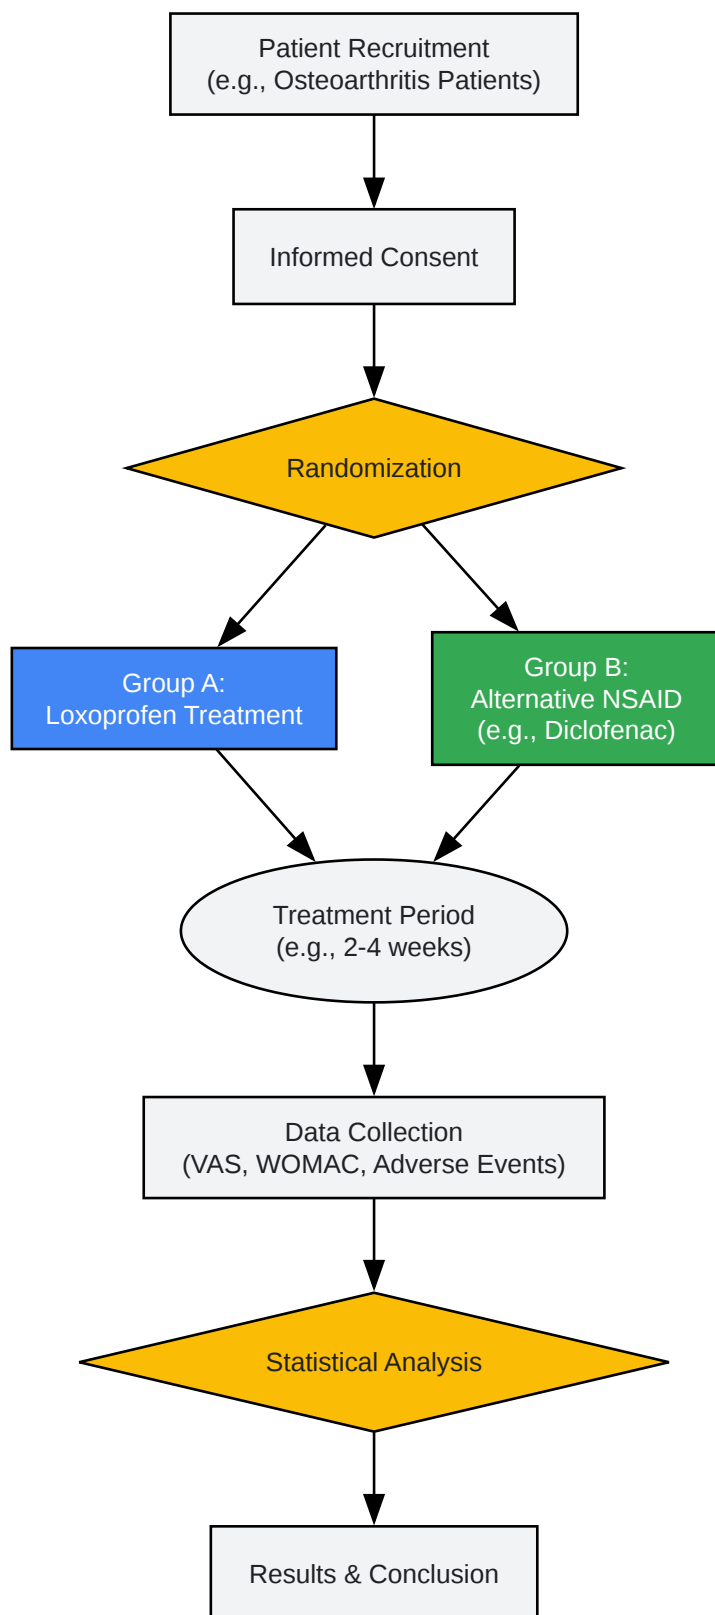 Patient Recruitment
(e.g., Osteoarthritis Patients)
Informed Consent
Randomization
Group A:
Loxoprofen Treatment
Group B:
Alternative NSAID
(e.g., Diclofenac)
Treatment Period
(e.g., 2-4 weeks)
Data Collection
(VAS, WOMAC, Adverse Events)
Statistical Analysis
Results & Conclusion